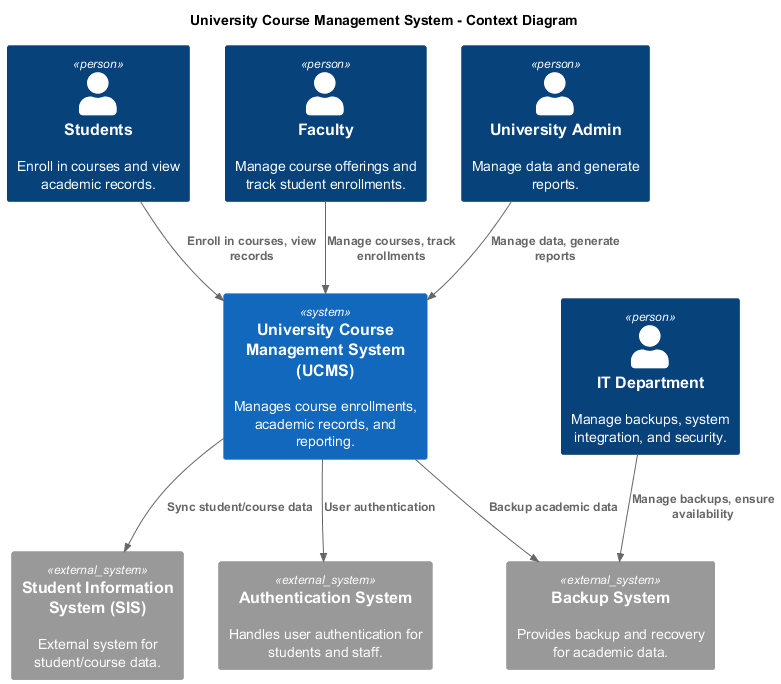 University Course Management System - Context Diagram
«person»
Students
Enroll in courses and view
academic records.
«person»
Faculty
Manage course offerings and
track student enrollments.
«person»
University Admin
Manage data and generate
reports.
Enroll in courses, view
records
Manage courses, track
enrollments
Manage data, generate
reports
«system»
University Course
Management System
(UCMS)
Manages course enrollments,
academic records, and
reporting.
«person»
IT Department
Manage backups, system
integration, and security.
Sync student/course data
User authentication
Backup academic data
Manage backups, ensure
availability
«external_system»
Student Information
System (SIS)
External system for
student/course data.
«external_system»
Authentication System
Handles user authentication for
students and staff.
«external_system»
Backup System
Provides backup and recovery
for academic data.